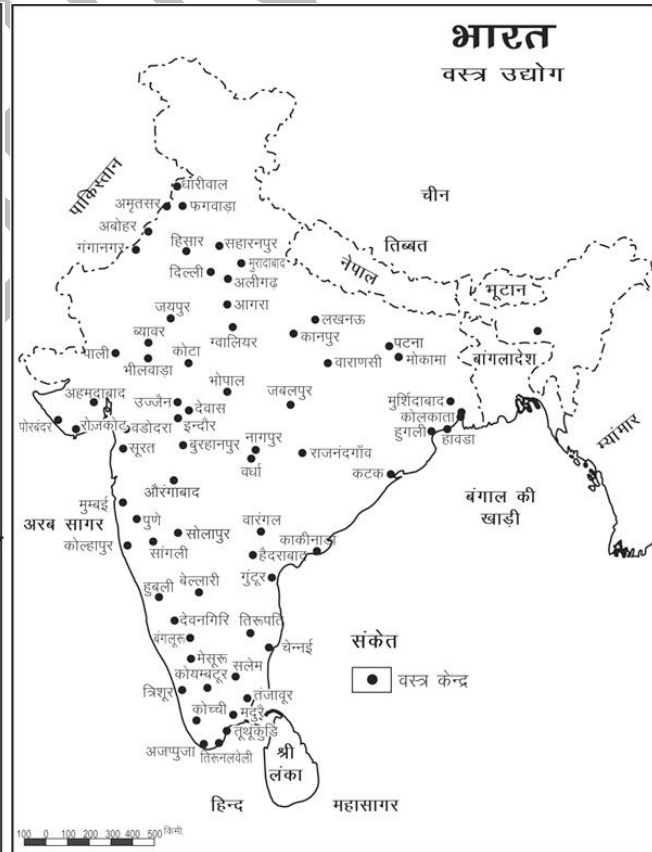 भारत
वस्त्र उद्योग
पाकिस्तान
चीन
धारीवाल
अमृतसर
फगवाड़ा
अबोहर
गंगानगर
हिसार
सहारनपुर
तिब्बत
मुरादाबाद
दिल्ली
अलीगढ़
नेपाल
भूटान
आगरा
जयपुर
लखनऊ
ब्यावर
ग्वालियर
कानपुर
पटना
पाली
कोटा
वाराणसी
मोकामा
बांगलादेश
भीलवाड़ा
भोपाल
अहमदाबाद
जबलपुर
उज्जैन
देवास
मुर्शिदाबाद
कोलकाता
पोरबंदर
रोज़कोट
वडोदरा
इन्दौर
हुगली
हावडा
म्यांमार
सूरत
बुरहानपुर
नागपुर
राजनंदगाँव
वर्धा
कटक
औरंगाबाद
बंगाल की
खाड़ी
मुम्बई
अरब सागर
पुणे
सोलापुर
वारंगल
कोल्हापुर
सांगली
काकीनाडा
हैदराबाद
गुंटूर
हुबली
बेल्लारी
देवनगिरि
तिरूपति
बंगलूरू
चेन्नई
संकेत
मेसूरू
सलेम
वस्त्र केन्द्र
कोयम्बटूर
त्रिशूर
तंजावूर
कोच्ची
मदुरै
तूथूकुडि
अजप्पुजा
तिरूनलवेली
श्री
लंका
हिन्द
महासागर
100 0 100 200 300 400 500 किमी.